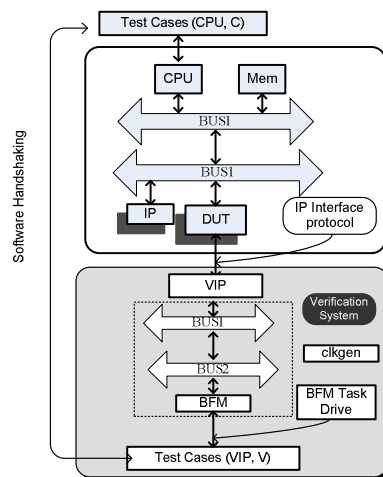 Test Cases (CPU, C)
CPU
Mem
BUS1
BUS1
IP
DUT
IP Interface
protocol
Software Handshaking
VIP
Verification
System
BUS1
clkgen
BUS2
BFM
BFM Task
Drive
Test Cases (VIP, V)